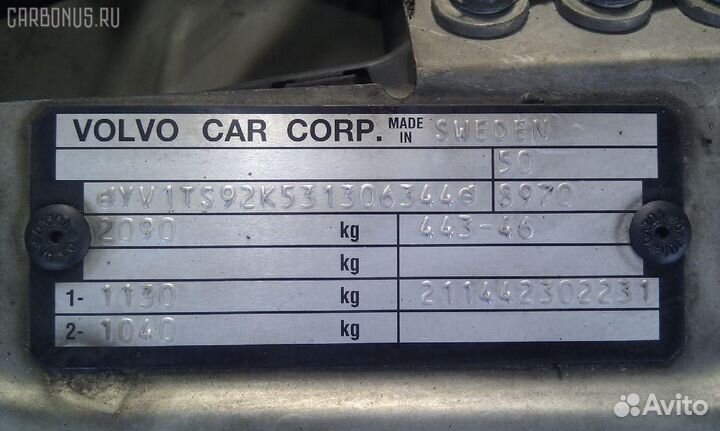 CARBONUS.RU
VOLVO CAR CORP. MADE IN SWEDEN
50
YV1TS92K531306344 8970
2090 kg 443-46
kg
1- 1130 kg 211442302231
2- 1040 kg
Avito